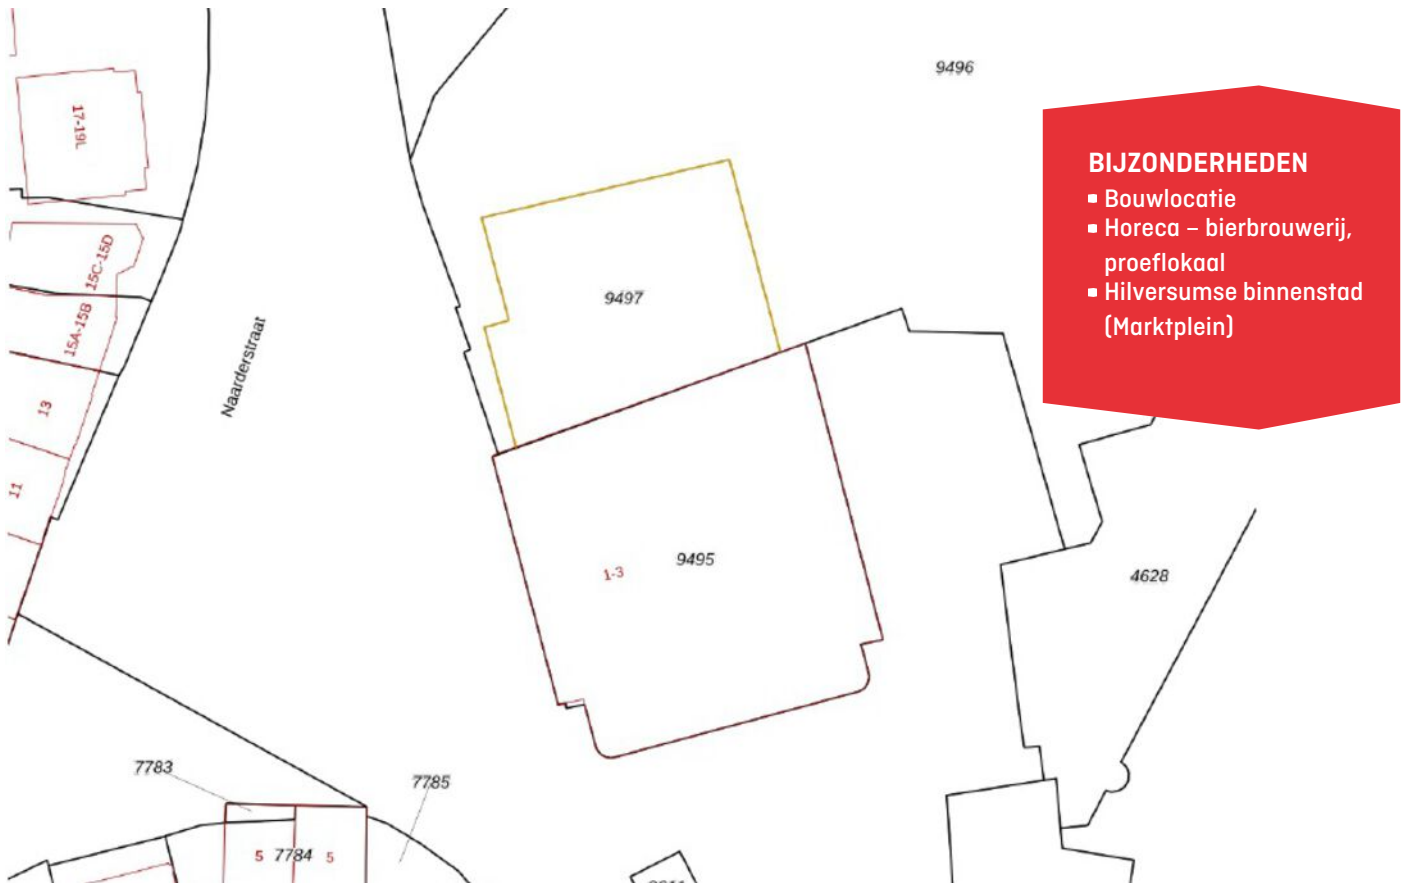 9496
17-19L
BIJZONDERHEDEN
Bouwlocatie
Horeca – bierbrouwerij,
proeflokaal
Hilversumse binnenstad
(Marktplein)
15C-15D
15A-15B
9497
Naarderstraat
13
11
1-3
9495
4628
7783
7785
5
7784
5